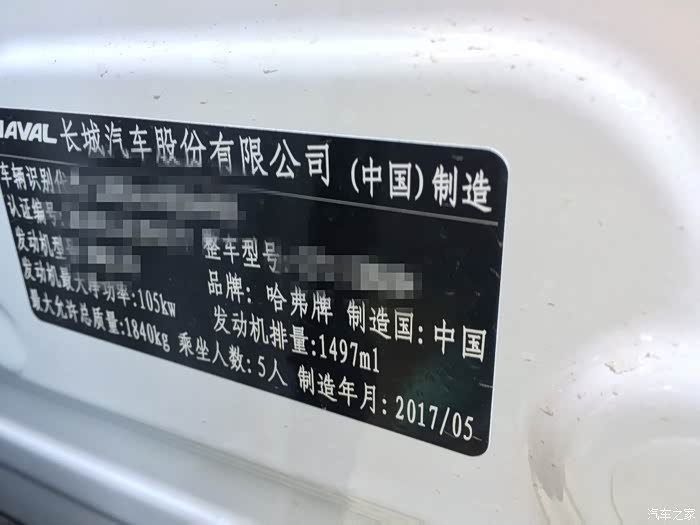 HAVAL 长城汽车股份有限公司 (中国) 制造
车辆识别
认证编号:
发动机型 整车型号:
发动机最大净功率:105kw 品牌: 哈弗牌 制造国: 中国
最大允许总质量:1840kg 发动机排量:1497ml
乘坐人数:5人 制造年月:2017/05
汽车之家